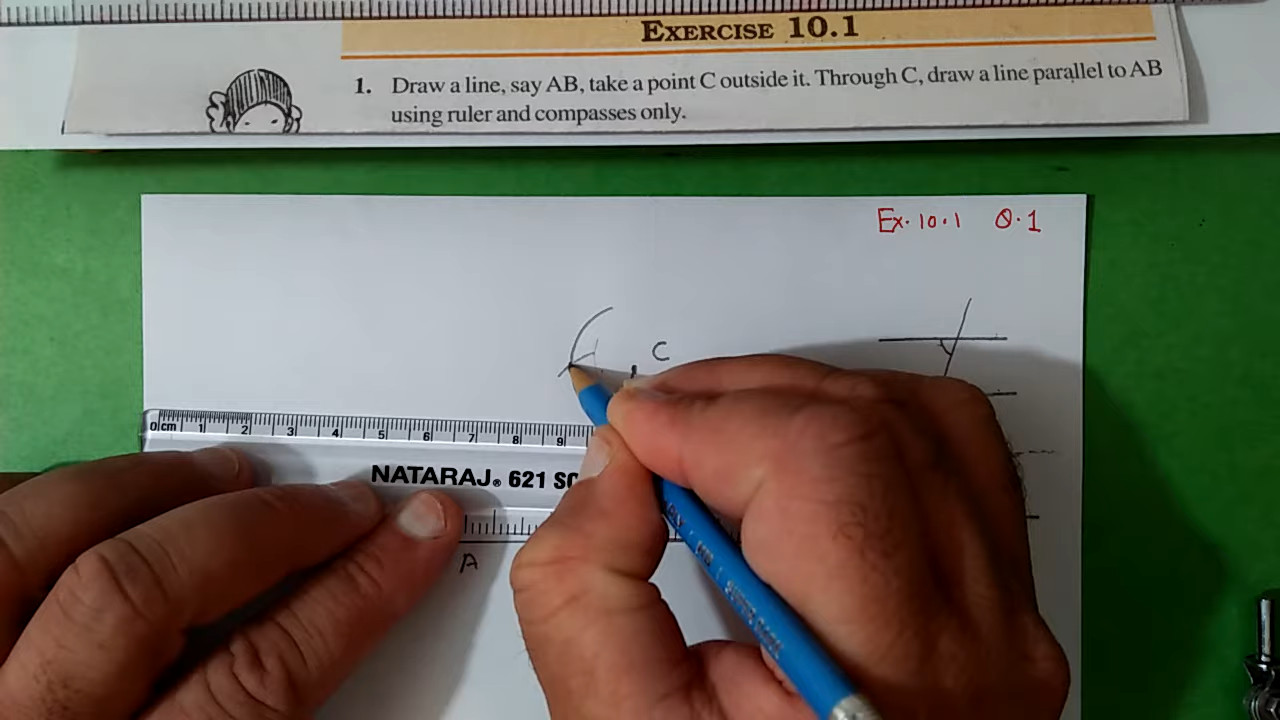 EXERCISE 10.1
1. Draw a line, say AB, take a point C outside it. Through C, draw a line parallel to AB
using ruler and compasses only.
Ex. 10.1 Q.1
C
0 cm 1 2 3 4 5 6 7 8 9
NATARAJ® 621
A